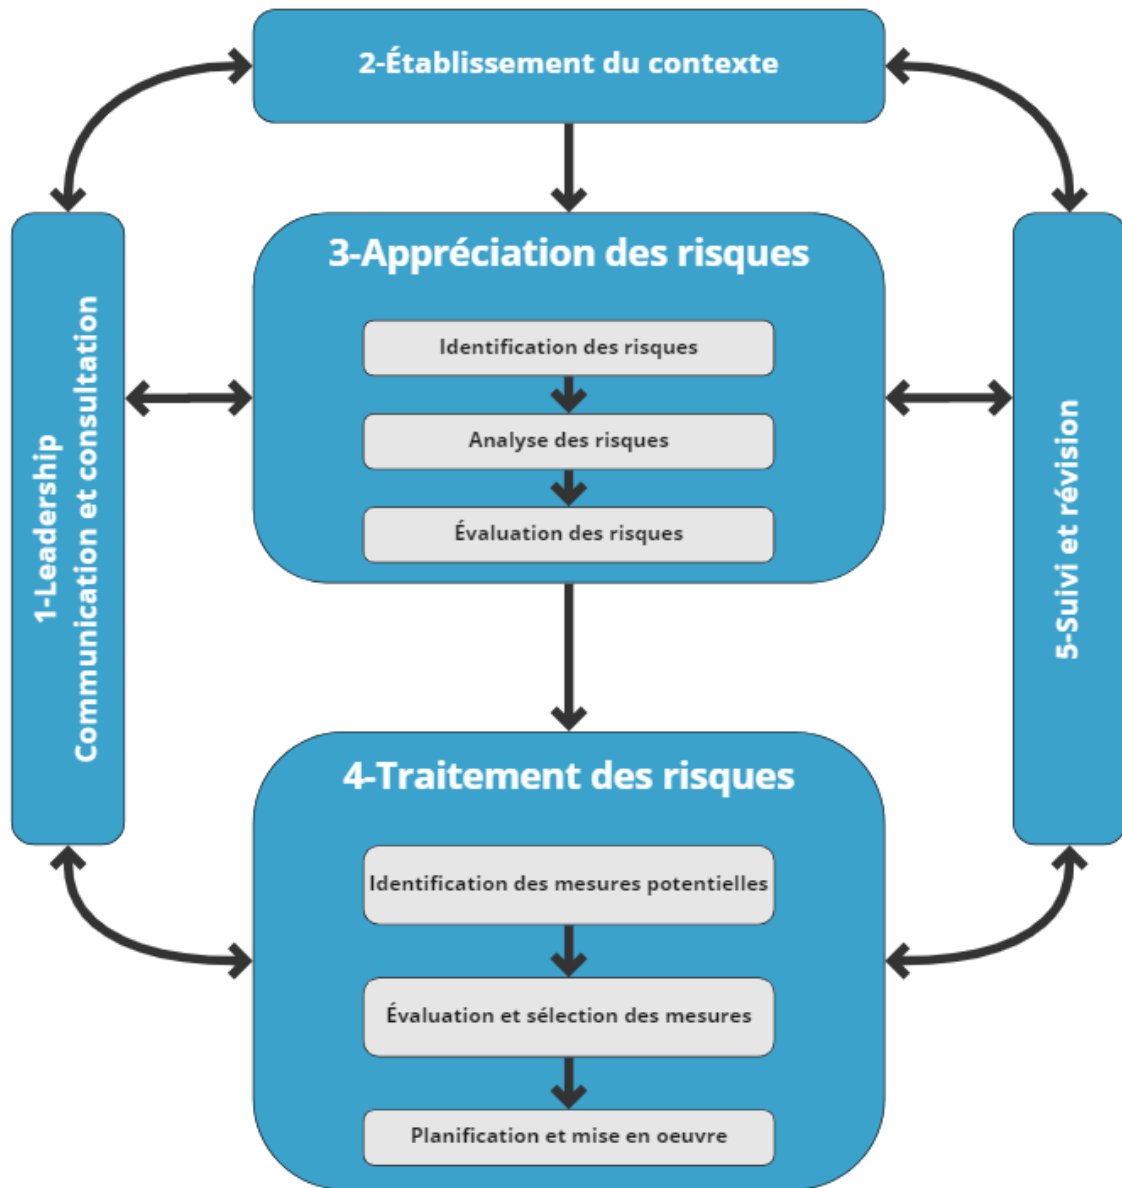 2-Établissement du contexte
1-Leadership
Communication et consultation
3-Appréciation des risques
Identification des risques
Analyse des risques
Évaluation des risques
5-Suivi et révision
4-Traitement des risques
Identification des mesures potentielles
Évaluation et sélection des mesures
Planification et mise en oeuvre